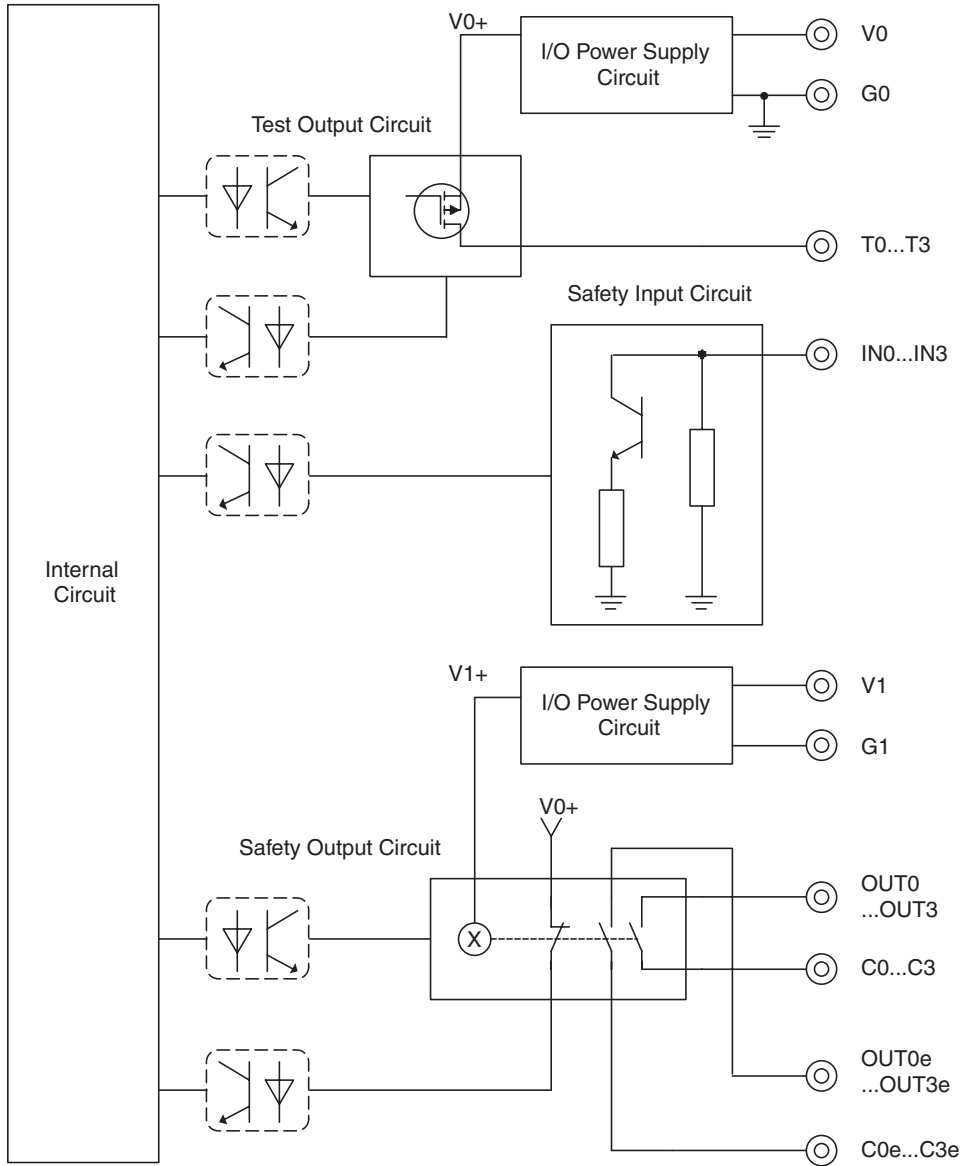 V0+
I/O Power Supply
Circuit
V0
G0
Test Output Circuit
T0...T3
Safety Input Circuit
IN0...IN3
Internal
Circuit
V1+
I/O Power Supply
Circuit
V1
G1
V0+
Safety Output Circuit
X
OUT0
...OUT3
C0...C3
OUT0e
...OUT3e
C0e...C3e